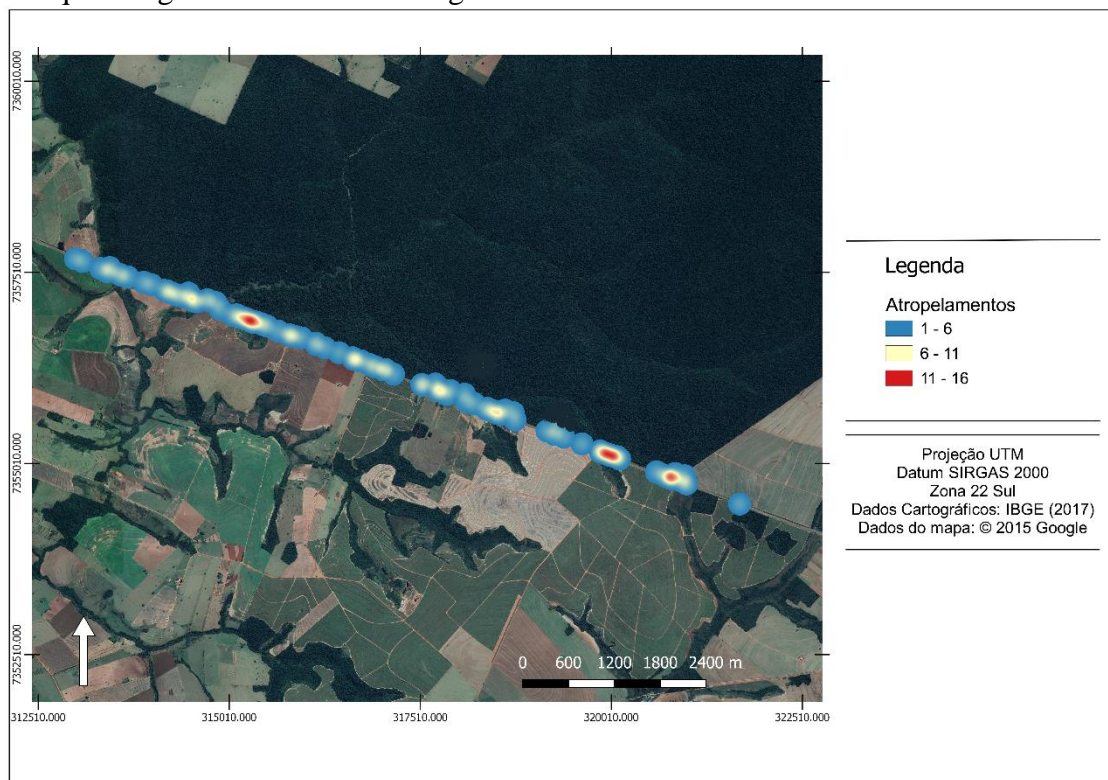 7360010.000
7357510.000
7355010.000
7352510.000
312510.000
315010.000
317510.000
320010.000
322510.000
0 600 1200 1800 2400 m
Legenda
Atropelamentos
1 - 6
6 - 11
11 - 16
Projeção UTM
Datum SIRGAS 2000
Zona 22 Sul
Dados Cartográficos: IBGE (2017)
Dados do mapa: © 2015 Google